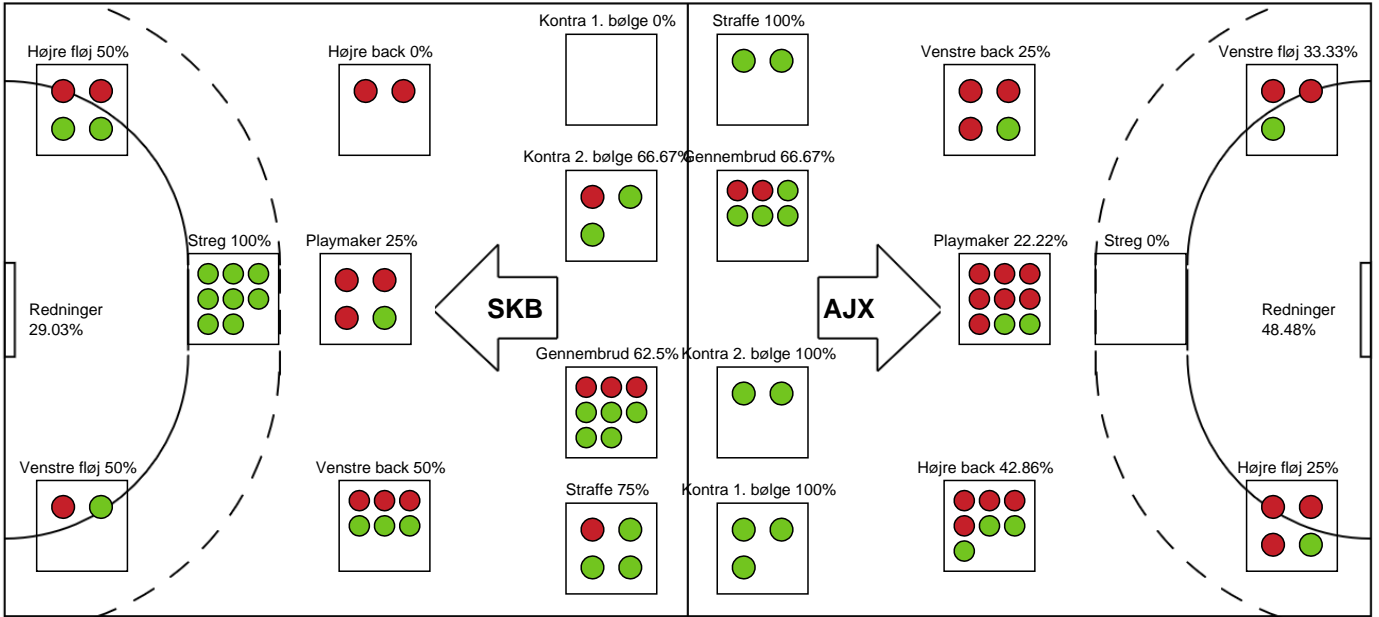 Kontra 1. bølge 0%
Straffe 100%
Højre fløj 50%
Højre back 0%
Venstre back 25%
Venstre fløj 33.33%
Kontra 2. bølge 66.67%
Gennembrud 66.67%
Streg 100%
Playmaker 25%
Playmaker 22.22%
Streg 0%
Redninger
29.03%
SKB
AJX
Redninger
48.48%
Gennembrud 62.5%
Kontra 2. bølge 100%
Venstre fløj 50%
Venstre back 50%
Straffe 75%
Kontra 1. bølge 100%
Højre back 42.86%
Højre fløj 25%